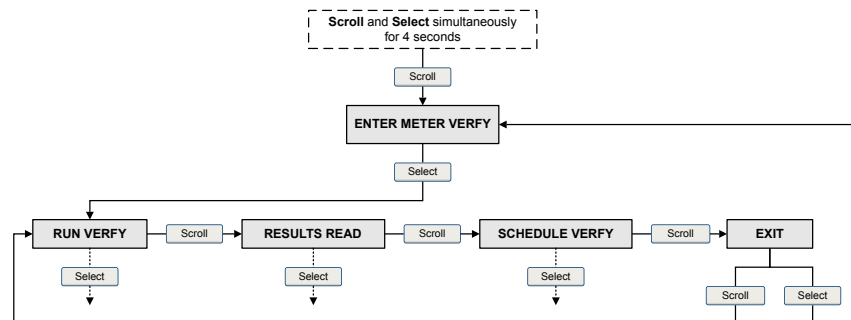 Scroll and Select simultaneously
for 4 seconds
Scroll
ENTER METER VERFY
Select
RUN VERFY
Scroll
RESULTS READ
Scroll
SCHEDULE VERFY
Scroll
EXIT
Select
Select
Select
Scroll
Select